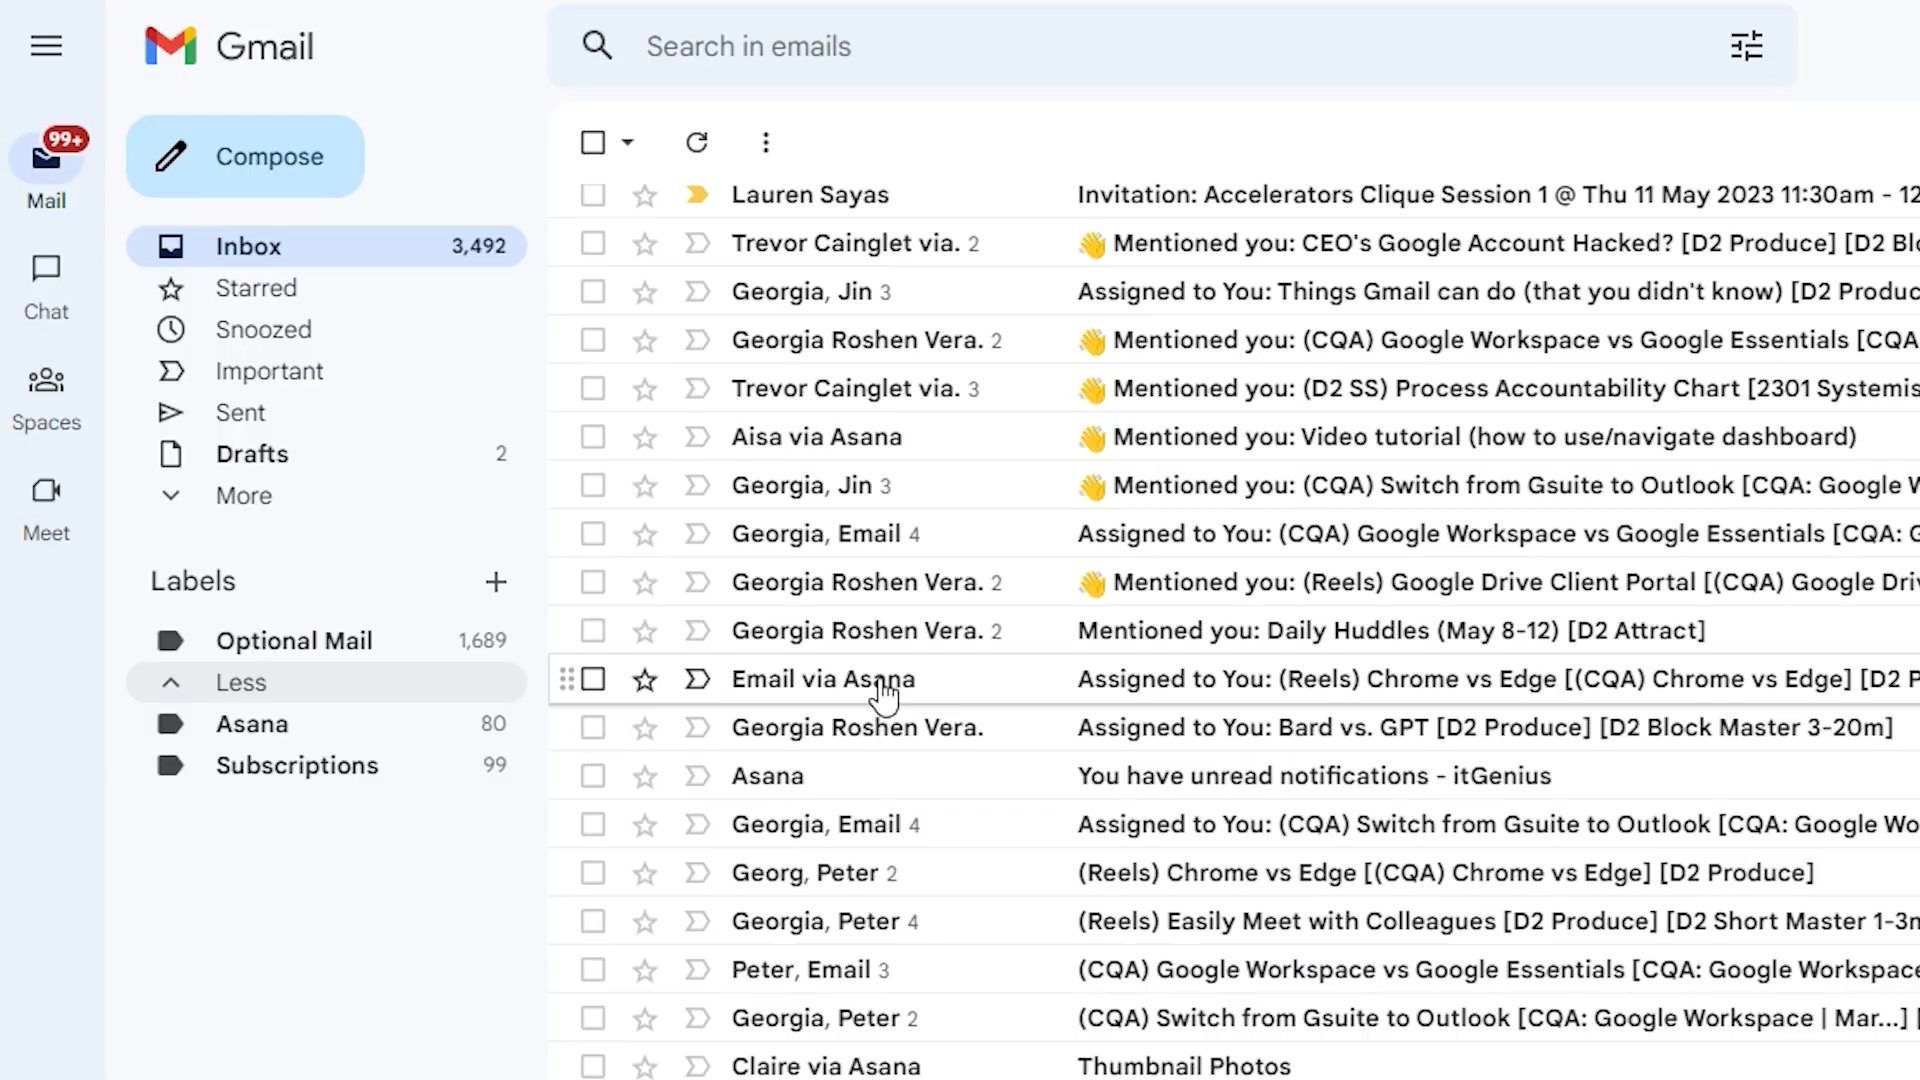 Gmail
Search in emails
99+
Mail
Chat
Spaces
Meet
Compose
Inbox 3,492
Starred
Snoozed
Important
Sent
Drafts 2
More
Labels
Optional Mail 1,689
Less
Asana 80
Subscriptions 99
Lauren Sayas Invitation: Accelerators Clique Session 1 @ Thu 11 May 2023 11:30am - 12
Trevor Cainglet via. 2 👋 Mentioned you: CEO's Google Account Hacked? [D2 Produce] [D2 Blo
Georgia, Jin 3 Assigned to You: Things Gmail can do (that you didn't know) [D2 Produc
Georgia Roshen Vera. 2 👋 Mentioned you: (CQA) Google Workspace vs Google Essentials [CQA
Trevor Cainglet via. 3 👋 Mentioned you: (D2 SS) Process Accountability Chart [2301 Systemis
Aisa via Asana 👋 Mentioned you: Video tutorial (how to use/navigate dashboard)
Georgia, Jin 3 👋 Mentioned you: (CQA) Switch from Gsuite to Outlook [CQA: Google W
Georgia, Email 4 Assigned to You: (CQA) Google Workspace vs Google Essentials [CQA: G
Georgia Roshen Vera. 2 👋 Mentioned you: (Reels) Google Drive Client Portal [(CQA) Google Driv
Georgia Roshen Vera. 2 Mentioned you: Daily Huddles (May 8-12) [D2 Attract]
Email via Asana Assigned to You: (Reels) Chrome vs Edge [(CQA) Chrome vs Edge] [D2 P
Georgia Roshen Vera. Assigned to You: Bard vs. GPT [D2 Produce] [D2 Block Master 3-20m]
Asana You have unread notifications - itGenius
Georgia, Email 4 Assigned to You: (CQA) Switch from Gsuite to Outlook [CQA: Google Wo
Georg, Peter 2 (Reels) Chrome vs Edge [(CQA) Chrome vs Edge] [D2 Produce]
Georgia, Peter 4 (Reels) Easily Meet with Colleagues [D2 Produce] [D2 Short Master 1-3m
Peter, Email 3 (CQA) Google Workspace vs Google Essentials [CQA: Google Workspace
Georgia, Peter 2 (CQA) Switch from Gsuite to Outlook [CQA: Google Workspace | Mar...] [
Claire via Asana Thumbnail Photos